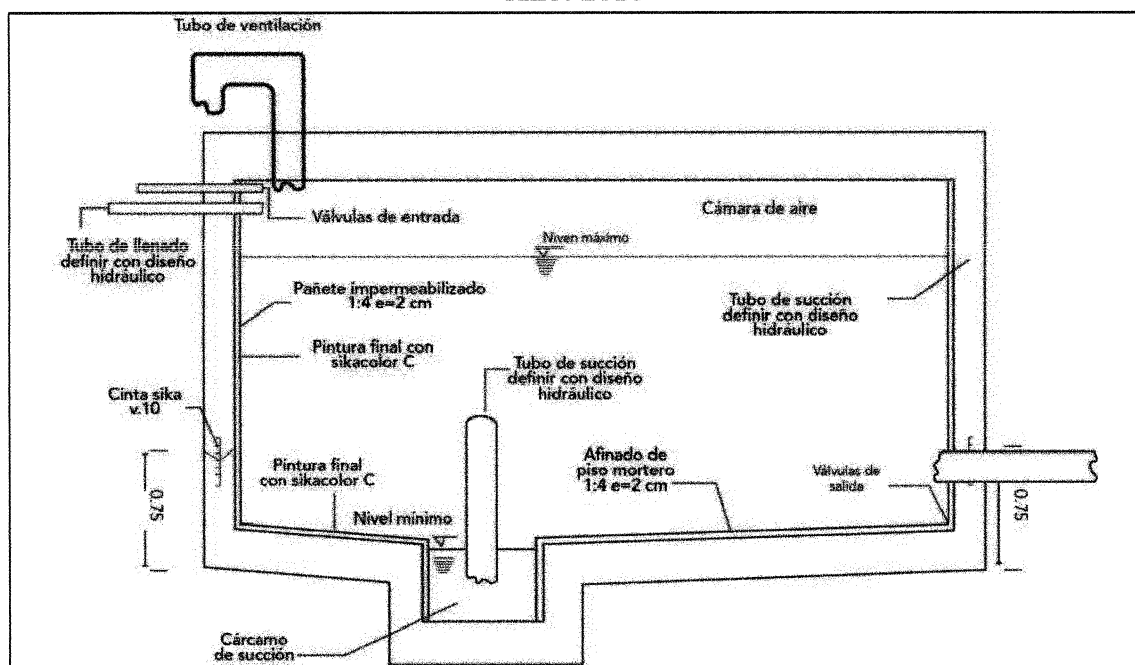 Tubo de ventilación
Válvulas de entrada
Cámara de aire
Niven máximo
Tubo de llenado
definir con diseño
hidráulico
Pañete impermeabilizado
1:4 e=2 cm
Tubo de succión
definir con diseño
hidráulico
Pintura final con
sikacolor C
Tubo de succión
definir con diseño
hidráulico
Cinta sika
v.10
Pintura final
con sikacolor C
Afinado de
piso mortero
1:4 e=2 cm
Válvulas de
salida
0.75
0.75
Nivel mínimo
Cárcamo
de succión